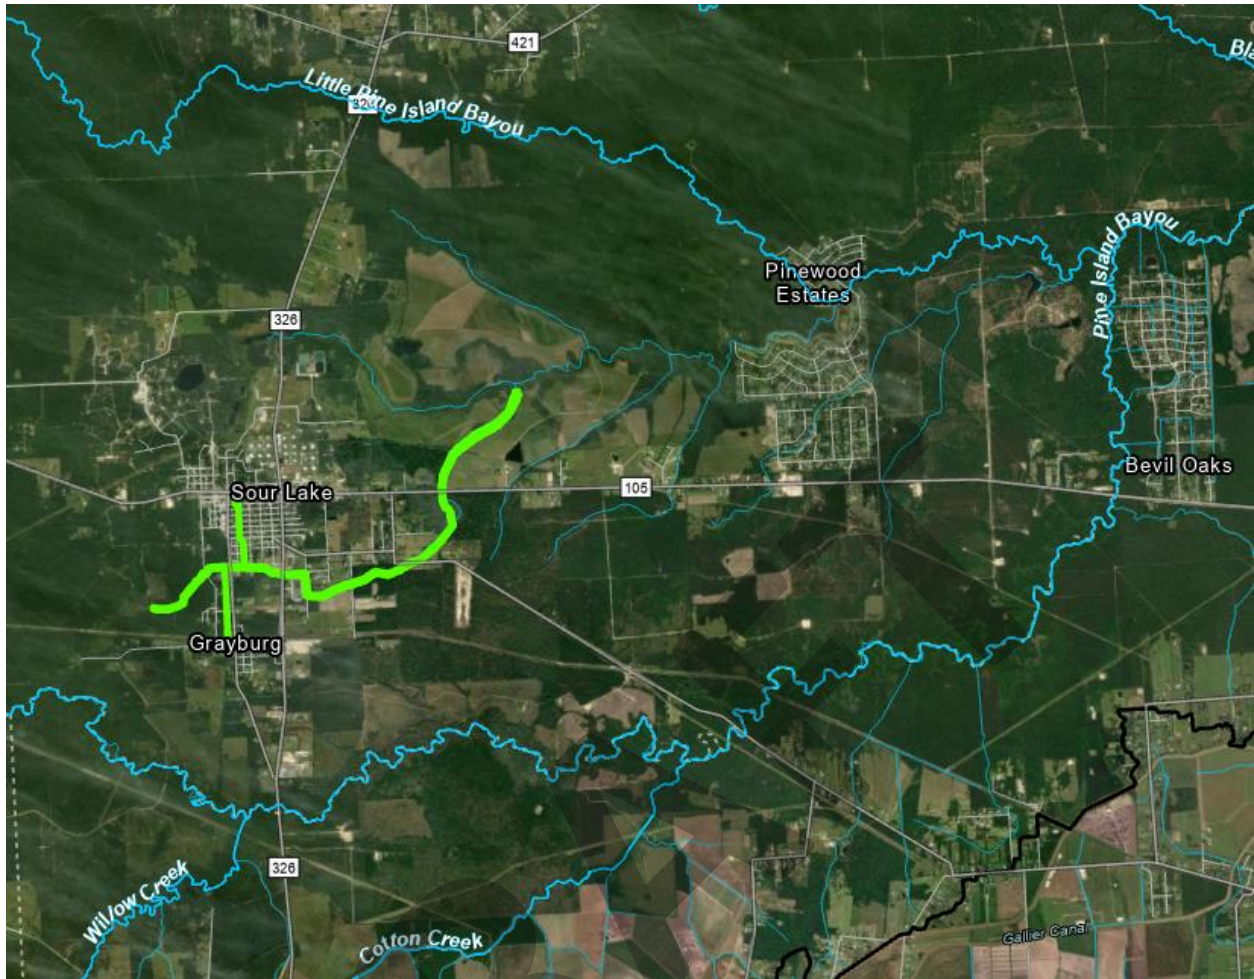 421
Bla
Little Pine Island Bayou
326
Pine Island Bayou
Pinewood
Estates
326
Bevil Oaks
Sour Lake
105
Grayburg
326
Willow Creek
Cotton Creek
Gallier Canal